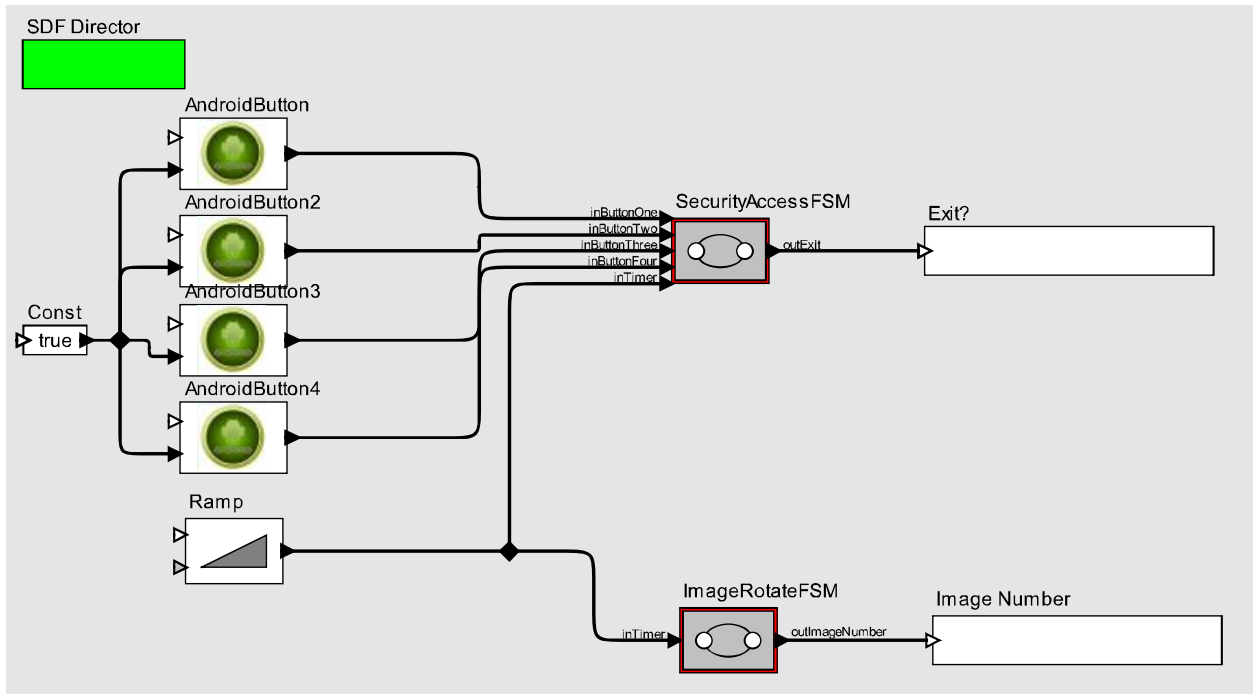 SDF Director
AndroidButton
AndroidButton2
AndroidButton3
AndroidButton4
Const
true
Ramp
inButtonOne
inButtonTwo
inButtonThree
inButtonFour
inTimer
SecurityAccessFSM
outExit
Exit?
inTimer
ImageRotateFSM
outImageNumber
Image Number